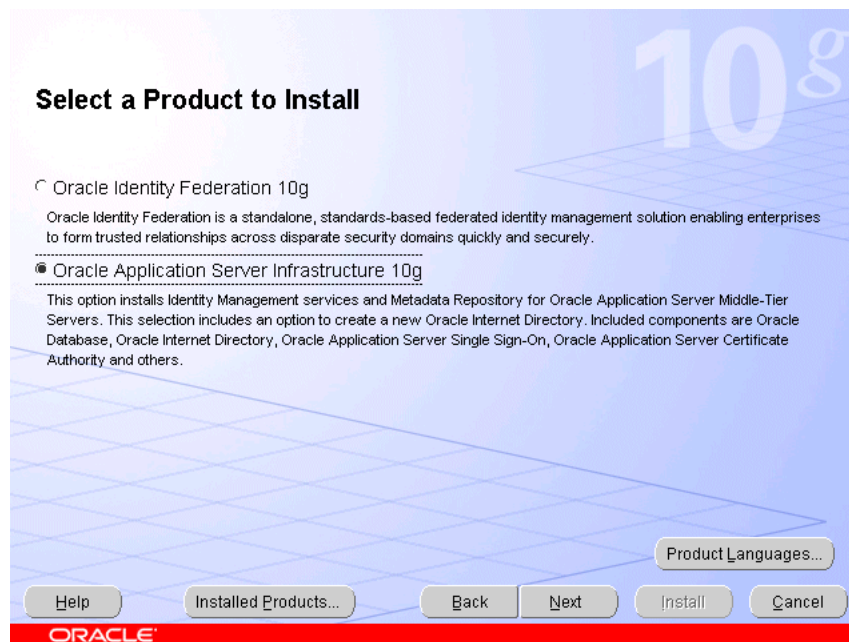 10g
Select a Product to Install
Oracle Identity Federation 10g
Oracle Identity Federation is a standalone, standards-based federated identity management solution enabling enterprises
to form trusted relationships across disparate security domains quickly and securely.
Oracle Application Server Infrastructure 10g
This option installs Identity Management services and Metadata Repository for Oracle Application Server Middle-Tier
Servers. This selection includes an option to create a new Oracle Internet Directory. Included components are Oracle
Database, Oracle Internet Directory, Oracle Application Server Single Sign-On, Oracle Application Server Certificate
Authority and others.
Product Languages...
Help Installed Products... Back Next Install Cancel
ORACLE